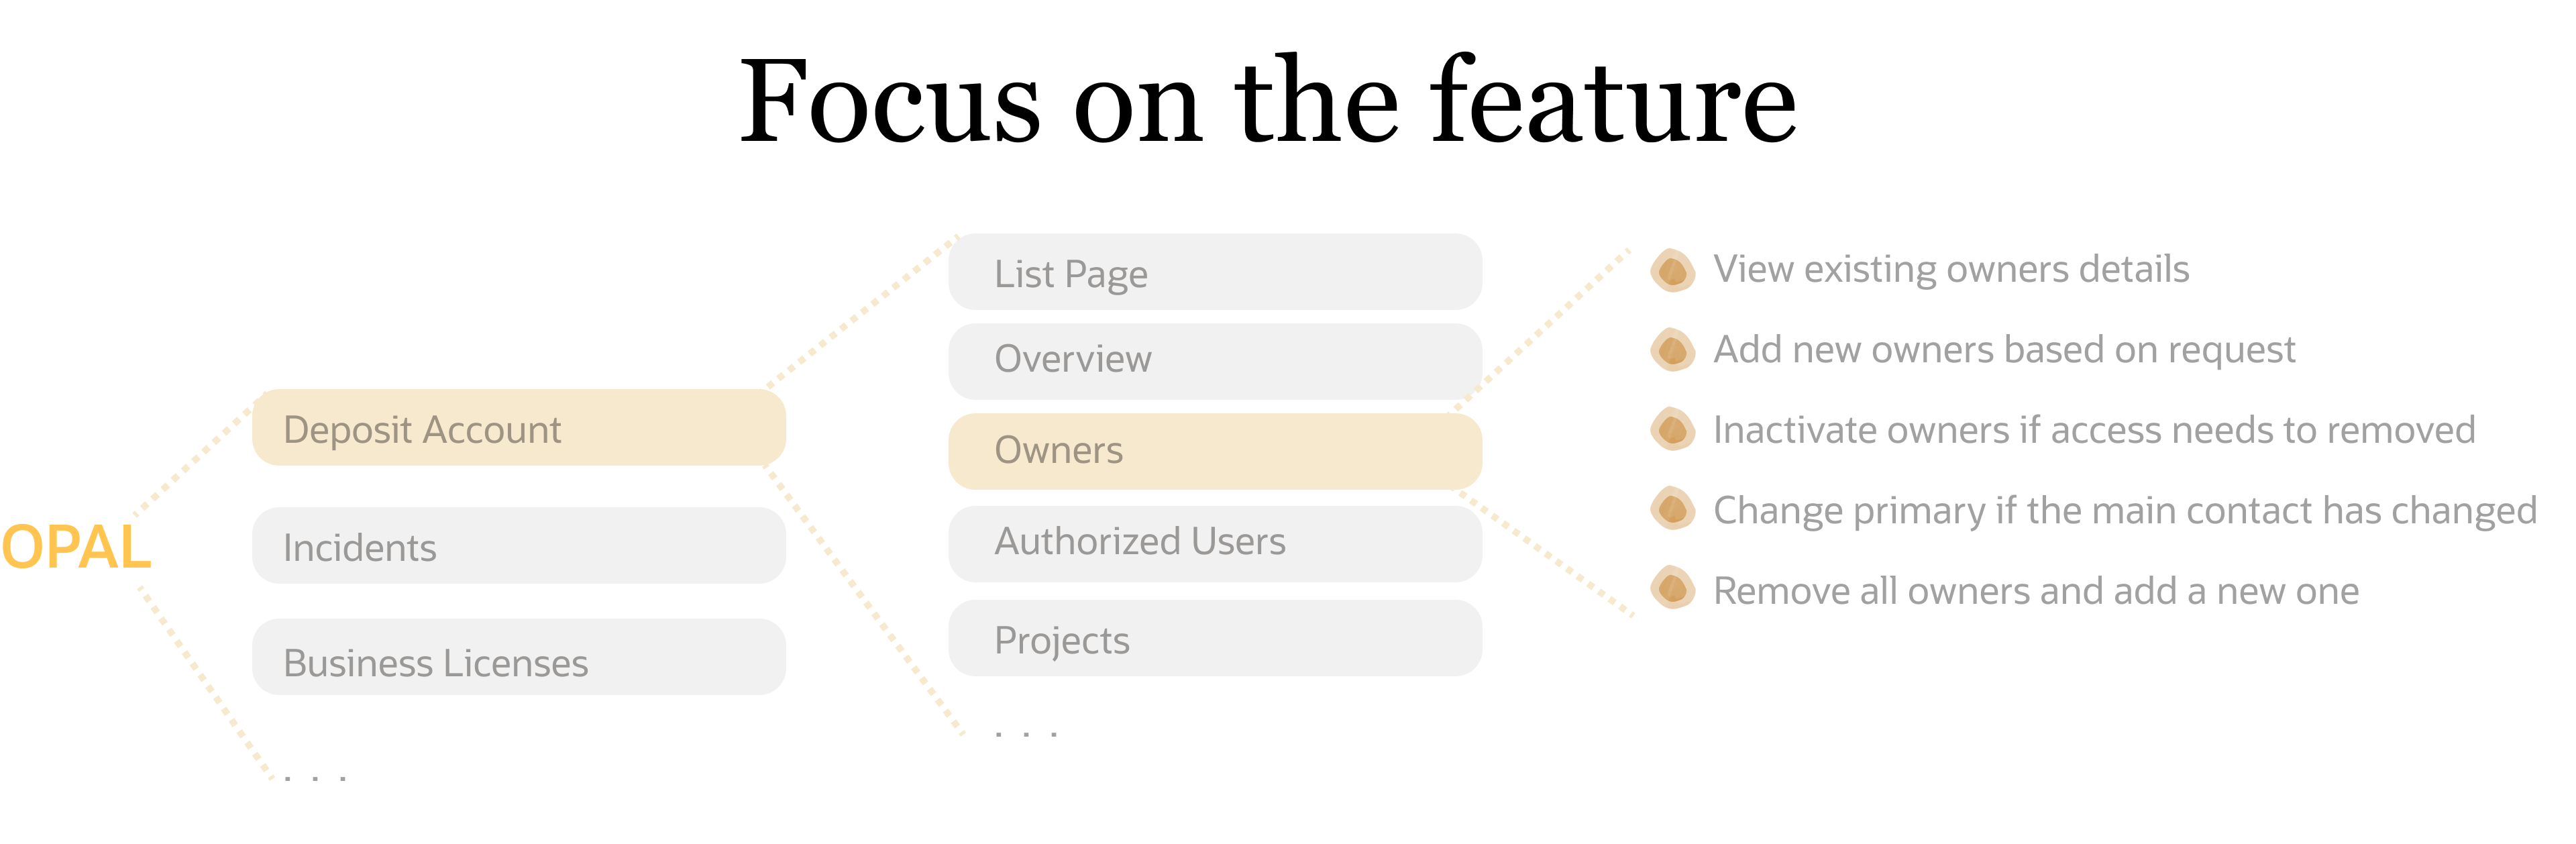 Focus on the feature
OPAL
Deposit Account
Incidents
Business Licenses
. . .
List Page
Overview
Owners
Authorized Users
Projects
. . .
View existing owners details
Add new owners based on request
Inactivate owners if access needs to removed
Change primary if the main contact has changed
Remove all owners and add a new one